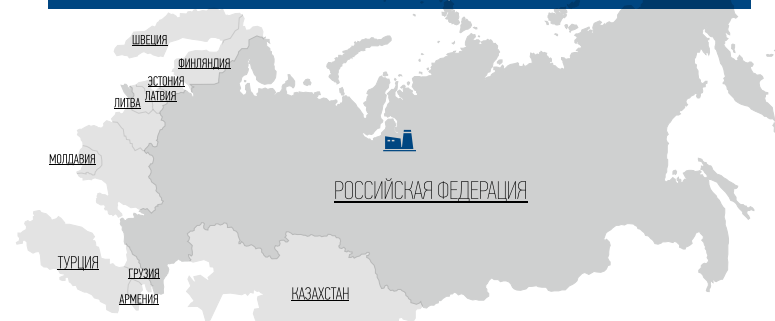 ШВЕЦИЯ
ФИНЛЯНДИЯ
ЭСТОНИЯ
ЛАТВИЯ
ЛИТВА
МОЛДАВИЯ
РОССИЙСКАЯ ФЕДЕРАЦИЯ
ТУРЦИЯ
ГРУЗИЯ
КАЗАХСТАН
АРМЕНИЯ